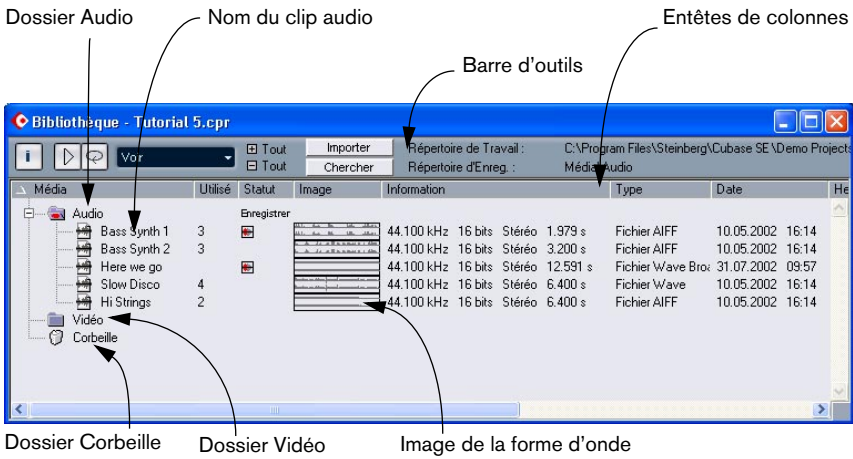 Dossier Audio
Nom du clip audio
Entêtes de colonnes
Barre d'outils
Bibliothèque - Tutorial 5.cpr
Voir Tout Importer Répertoire de Travail : C:\Program Files\Steinberg\Cubase SE\Demo Projects
Tout Chercher Répertoire d'Enreg. : Média/Audio
Média Utilisé Statut Image Information Type Date He
Audio Enregistrer
Bass Synth 1 3 44.100 kHz 16 bits Stéréo 1.979 s Fichier AIFF 10.05.2002 16:14
Bass Synth 2 3 44.100 kHz 16 bits Stéréo 3.200 s Fichier AIFF 10.05.2002 16:14
Here we go 44.100 kHz 16 bits Stéréo 12.591 s Fichier Wave Broa 31.07.2002 09:57
Slow Disco 4 44.100 kHz 16 bits Stéréo 6.400 s Fichier Wave 10.05.2002 16:14
Hi Strings 2 44.100 kHz 16 bits Stéréo 6.400 s Fichier AIFF 10.05.2002 16:14
Vidéo
Corbeille
Dossier Corbeille
Dossier Vidéo
Image de la forme d'onde